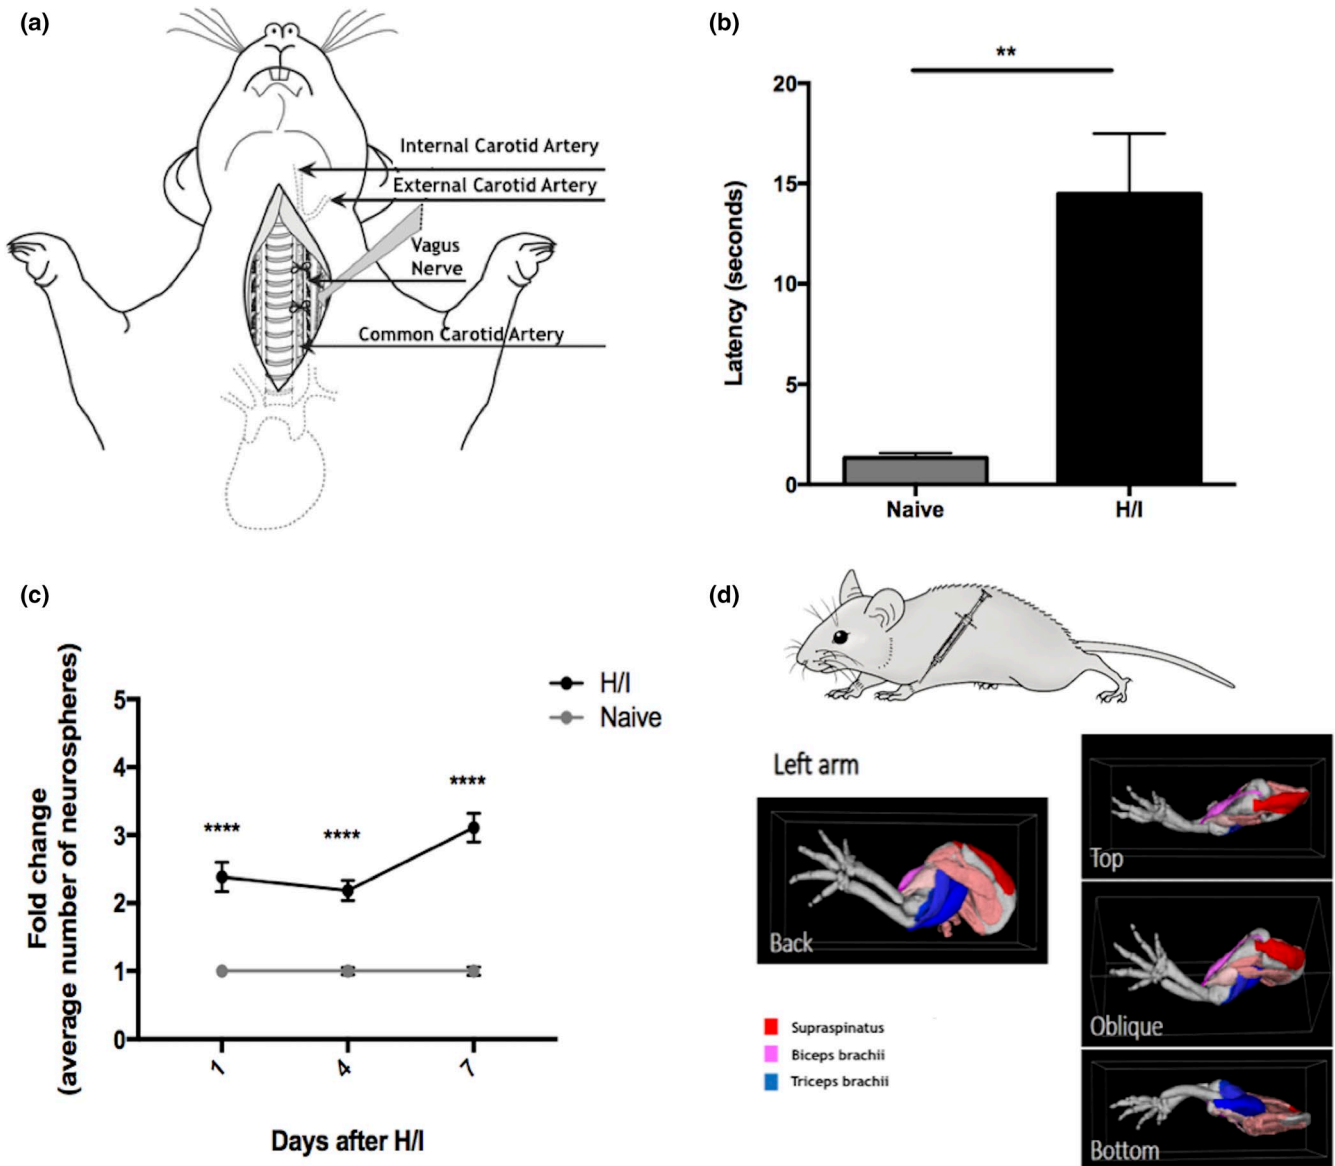 (a)
Internal Carotid Artery
External Carotid Artery
Vagus
Nerve
Common Carotid Artery
(b)
**
20
15
10
5
0
Latency (seconds)
Naive
H/I
(c)
H/I
Naive
Fold change
(average number of neurospheres)
5
4
3
2
1
0
****
****
****
1
4
7
Days after H/I
(d)
Left arm
Back
Top
Oblique
Bottom
Supraspinatus
Biceps brachii
Triceps brachii